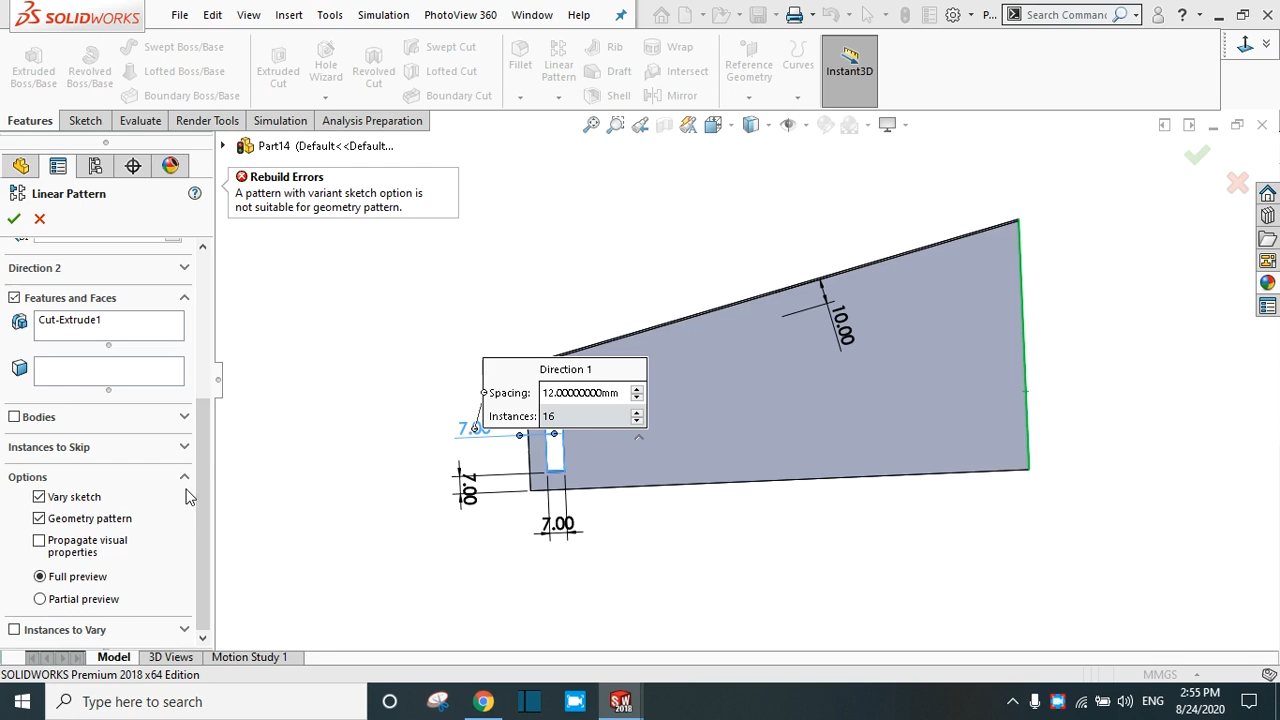 SOLIDWORKS File Edit View Insert Tools Simulation PhotoView 360 Window Help P... Search Command ?
Extruded Boss/Base
Revolved Boss/Base
Swept Boss/Base
Lofted Boss/Base
Boundary Boss/Base
Extruded Cut
Hole Wizard
Revolved Cut
Swept Cut
Lofted Cut
Boundary Cut
Fillet
Linear Pattern
Rib
Draft
Shell
Wrap
Intersect
Mirror
Reference Geometry
Curves
Instant3D
Features Sketch Evaluate Render Tools Simulation Analysis Preparation
Part14 (Default<<Default...
Linear Pattern
Rebuild Errors
A pattern with variant sketch option is
not suitable for geometry pattern.
Direction 2
Features and Faces
Cut-Extrude1
Bodies
Instances to Skip
Options
Vary sketch
Geometry pattern
Propagate visual
properties
Full preview
Partial preview
Instances to Vary
10.00
Direction 1
Spacing: 12.00000000mm
Instances: 16
7.00
7.00
Model 3D Views Motion Study 1
SOLIDWORKS Premium 2018 x64 Edition MMGS
Type here to search
SW
2018
ENG
2:55 PM
8/24/2020